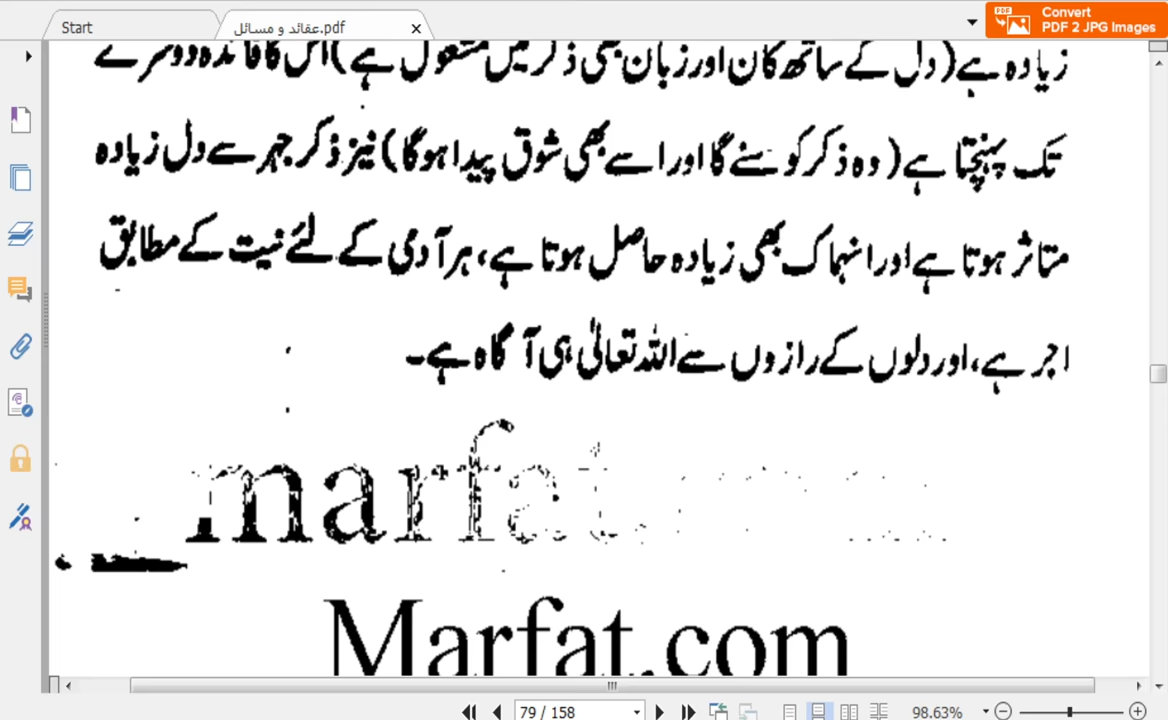 Start
عقائد و مسائل.pdf
Convert
PDF 2 JPG Images
زیادہ ہے (دل کے ساتھ کان اور زبان بھی ذکر میں مشغول ہے) اس کا فائدہ دوسرے
تک پہنچتا ہے (وہ ذکر کو سنے گا اور اسے بھی شوق پیدا ہوگا) نیز ذکر جہر سے دل زیادہ
متاثر ہوتا ہے اور انہماک بھی زیادہ حاصل ہوتا ہے، ہر آدمی کے لئے نیت کے مطابق
اجر ہے، اور دلوں کے رازوں سے اللہ تعالٰی ہی آگاہ ہے۔
marfat
Marfat.com
79 / 158
98.63%